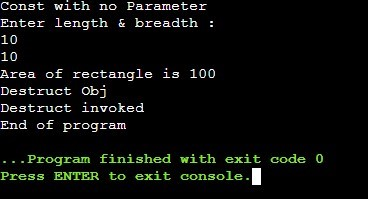 Const with no Parameter
Enter length & breadth :
10
10
Area of rectangle is 100
Destruct Obj
Destruct invoked
End of program
...Program finished with exit code 0
Press ENTER to exit console.